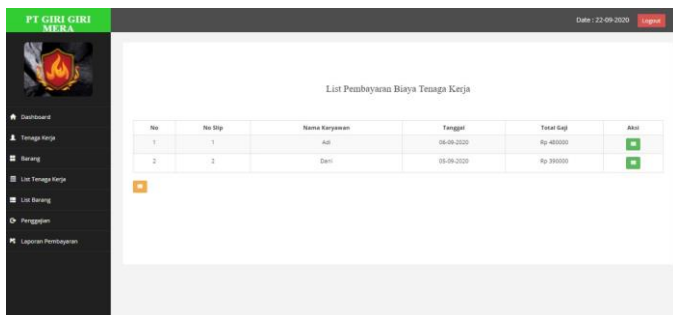 PT GIRI GIRI
MERA
Date : 22-09-2020 Logout
List Pembayaran Biaya Tenaga Kerja
Dashboard
Tenaga Kerja
Barang
List Tenaga Kerja
List Barang
Penggajian
Laporan Pembayaran
No No Slip Nama Karyawan Tanggal Total Gaji Aksi
1 1 Adi 06-09-2020 Rp 480000
2 2 Deni 05-09-2020 Rp 390000